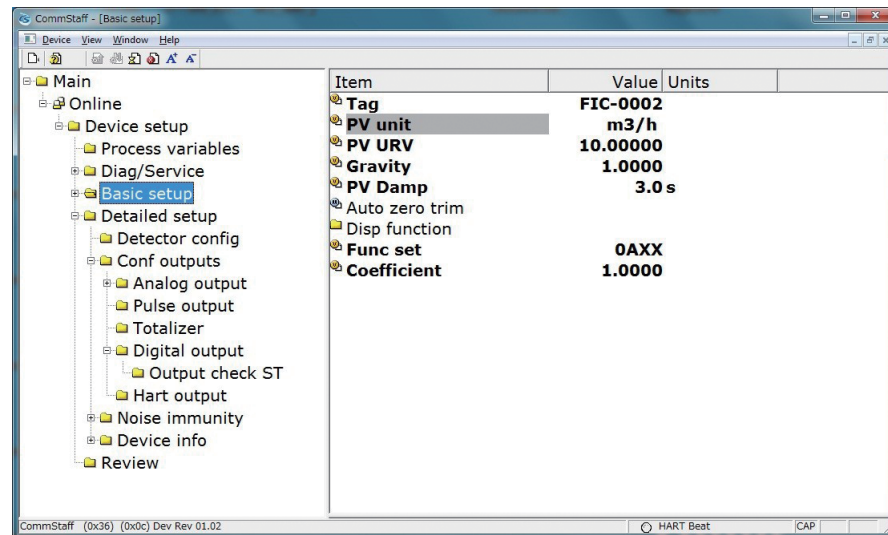 CommStaff - [Basic setup]
Device View Window Help
Main
Online
Device setup
Process variables
Diag/Service
Basic setup
Detailed setup
Detector config
Conf outputs
Analog output
Pulse output
Totalizer
Digital output
Output check ST
Hart output
Noise immunity
Device info
Review
Item Value Units
Tag FIC-0002
PV unit m3/h
PV URV 10.00000
Gravity 1.0000
PV Damp 3.0 s
Auto zero trim
Disp function
Func set 0AXX
Coefficient 1.0000
CommStaff (0x36) (0x0c) Dev Rev 01.02 HART Beat CAP